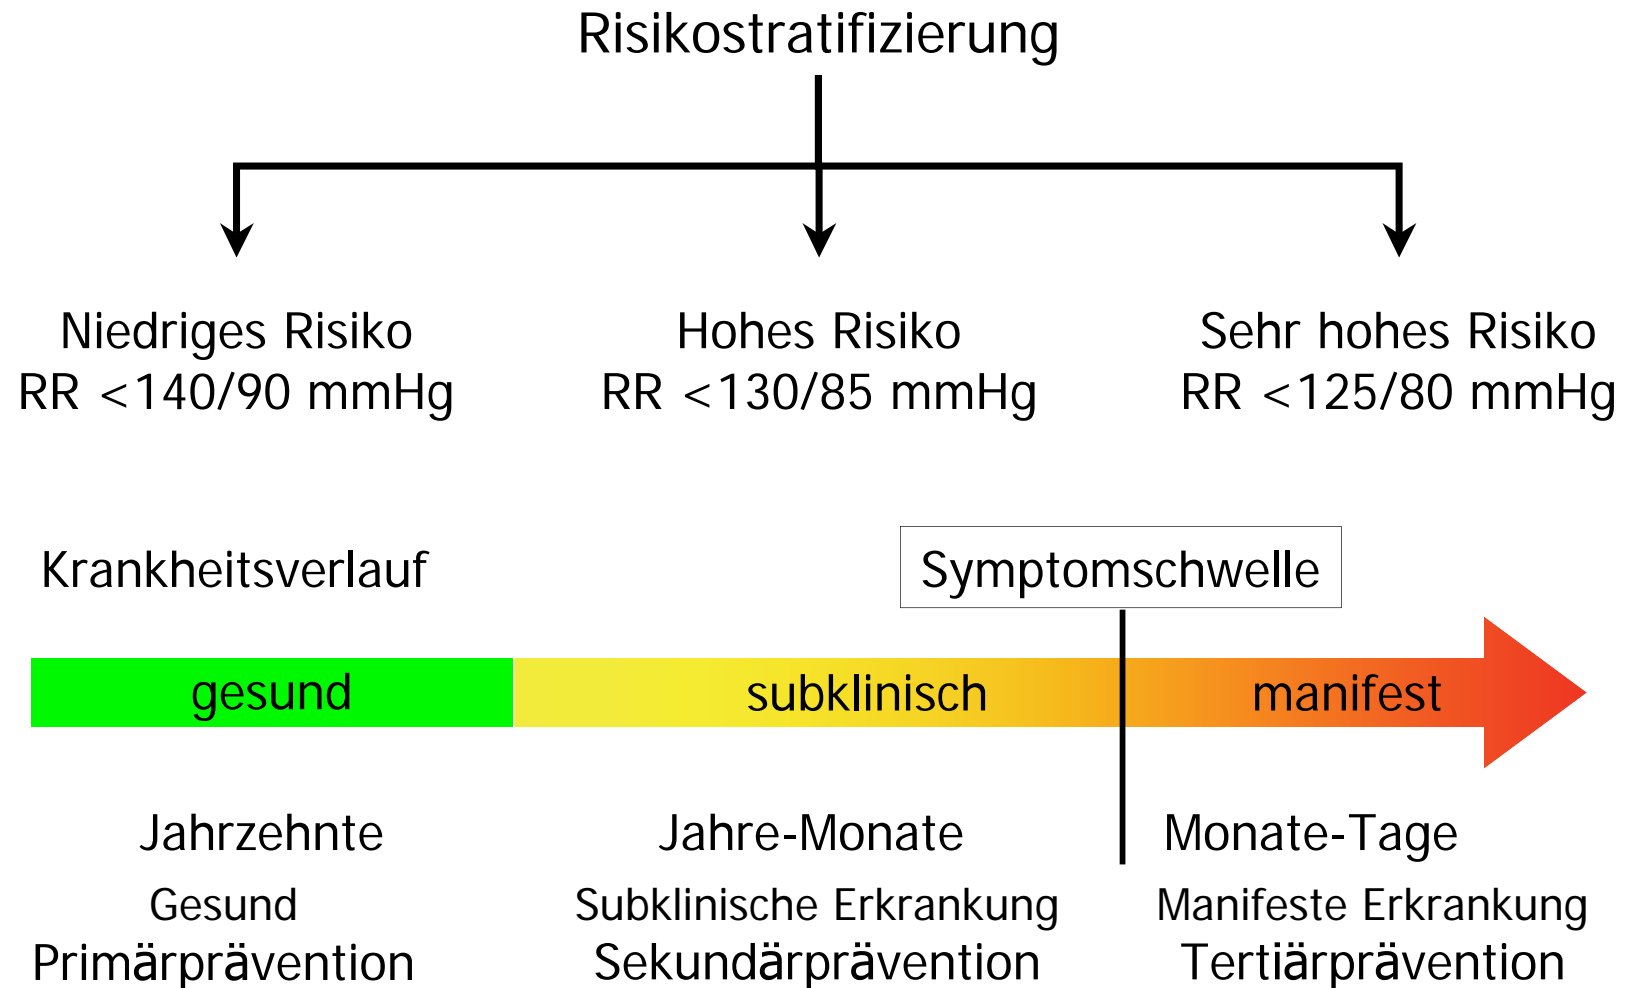 Risikostratifizierung
Niedriges Risiko
RR <140/90 mmHg
Hohes Risiko
RR <130/85 mmHg
Sehr hohes Risiko
RR <125/80 mmHg
Krankheitsverlauf
Symptomschwelle
gesund
subklinisch
manifest
Jahrzehnte
Gesund
Primärprävention
Jahre-Monate
Subklinische Erkrankung
Sekundärprävention
Monate-Tage
Manifeste Erkrankung
Tertiärprävention